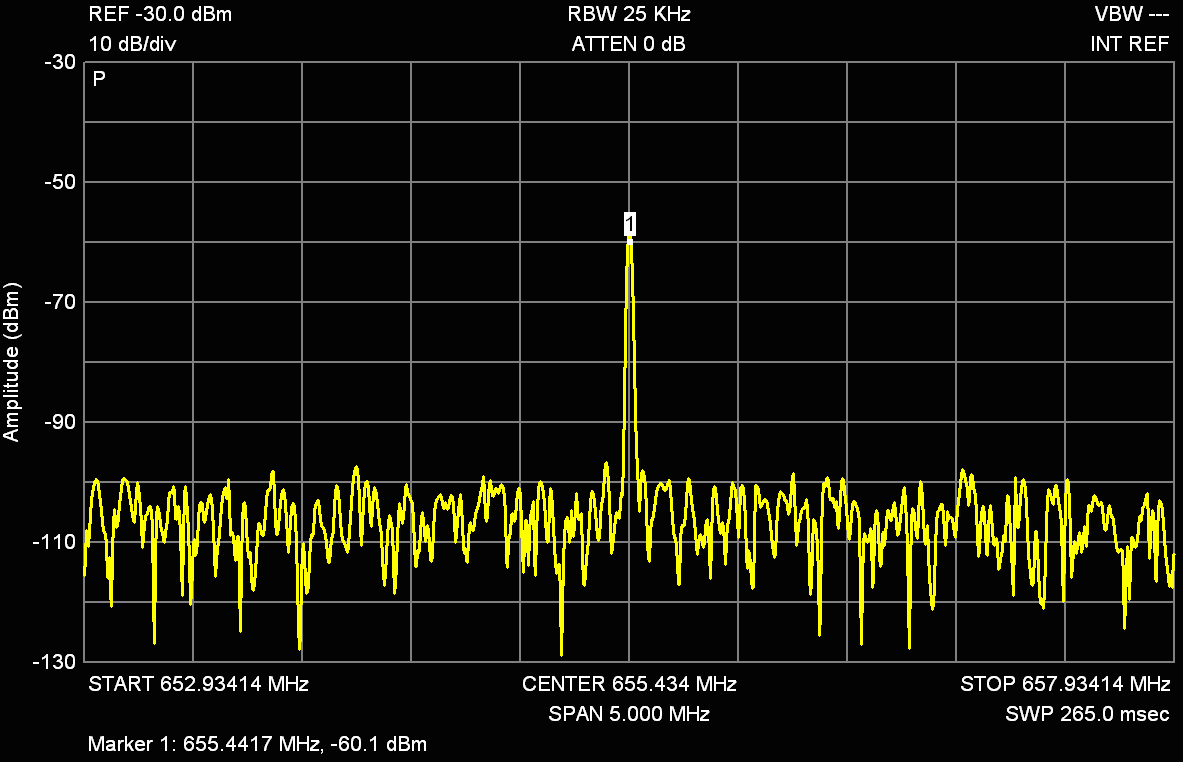 REF -30.0 dBm RBW 25 KHz VBW ---
10 dB/div ATTEN 0 dB INT REF
-30
P
-50
1
-70
Amplitude (dBm)
-90
-110
-130
START 652.93414 MHz CENTER 655.434 MHz STOP 657.93414 MHz
SPAN 5.000 MHz SWP 265.0 msec
Marker 1: 655.4417 MHz, -60.1 dBm